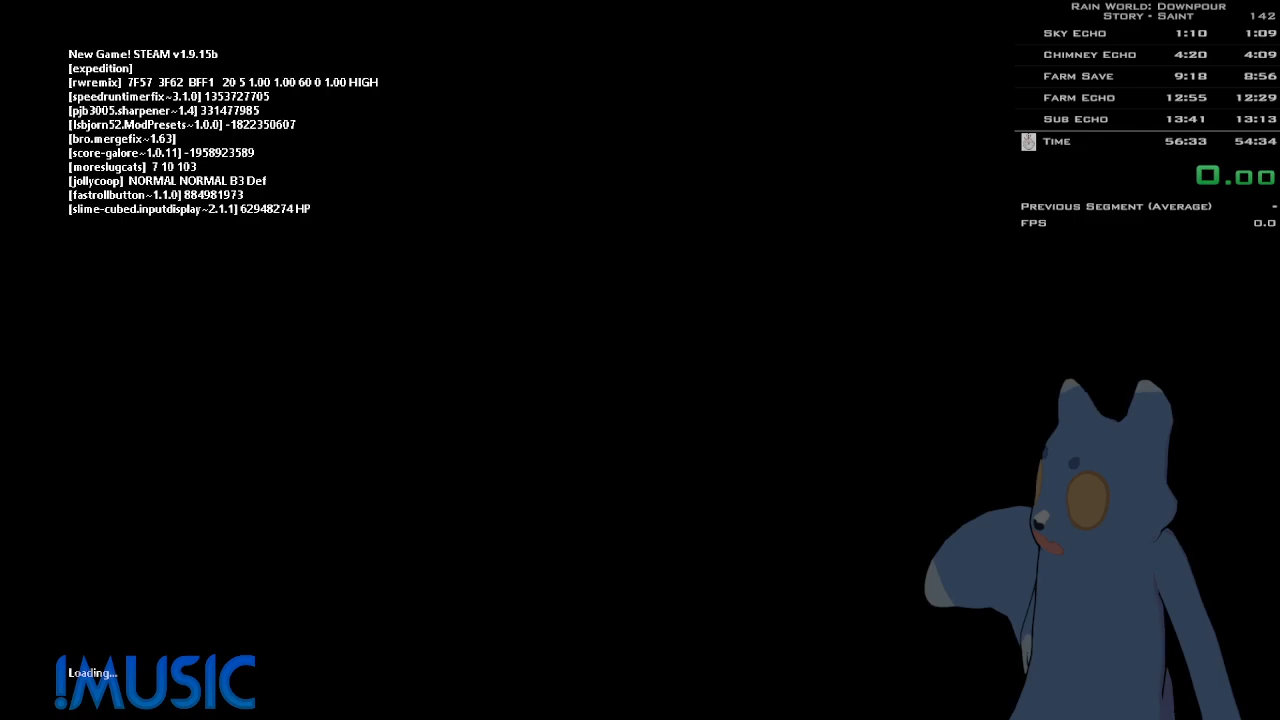 New Game! STEAM v1.9.15b
[expedition]
[rwremix] 7F57 3F62 BFF1 20 5 1.00 1.00 60 0 1.00 HIGH
[speedruntimerfix~3.1.0] 1353727705
[pjb3005.sharpener~1.4] 331477985
[lsbjorn52.ModPresets~1.0.0] -1822350607
[bro.mergefix~1.63]
[score-galore~1.0.11] -1958923589
[moreslugcats] 7 10 103
[jollycoop] NORMAL NORMAL B3 Def
[fastrollbutton~1.1.0] 884981973
[slime-cubed.inputdisplay~2.1.1] 62948274 HP
Loading...
!MUSIC
Rain World: Downpour
Story - Saint 142
Sky Echo 1:10 1:09
Chimney Echo 4:20 4:09
Farm Save 9:18 8:56
Farm Echo 12:55 12:29
Sub Echo 13:41 13:13
Time 56:33 54:34
0.00
Previous Segment (Average) -
FPS 0.0